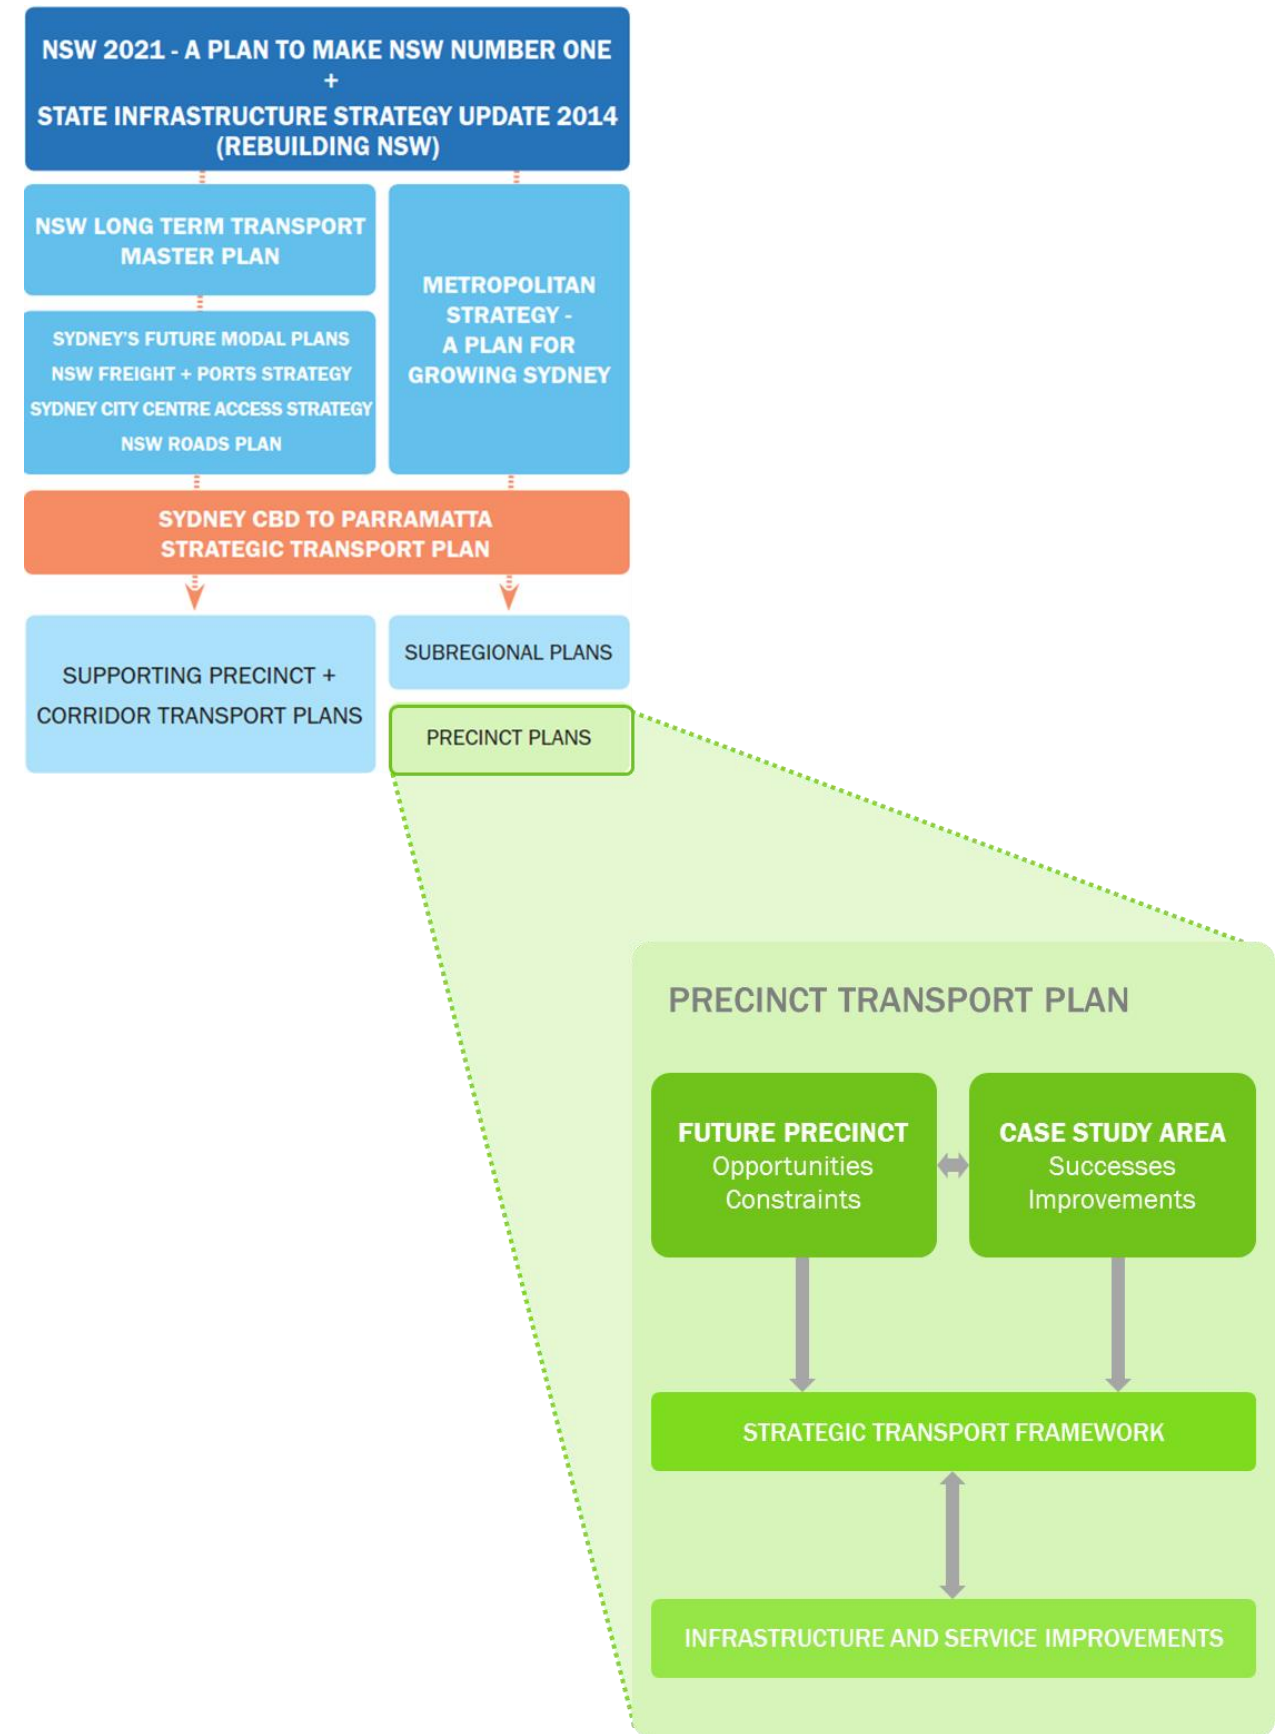 NSW 2021 - A PLAN TO MAKE NSW NUMBER ONE
+
STATE INFRASTRUCTURE STRATEGY UPDATE 2014
(REBUILDING NSW)
NSW LONG TERM TRANSPORT
MASTER PLAN
SYDNEY'S FUTURE MODAL PLANS
NSW FREIGHT + PORTS STRATEGY
SYDNEY CITY CENTRE ACCESS STRATEGY
NSW ROADS PLAN
METROPOLITAN
STRATEGY -
A PLAN FOR
GROWING SYDNEY
SYDNEY CBD TO PARRAMATTA
STRATEGIC TRANSPORT PLAN
SUPPORTING PRECINCT +
CORRIDOR TRANSPORT PLANS
SUBREGIONAL PLANS
PRECINCT PLANS
PRECINCT TRANSPORT PLAN
FUTURE PRECINCT
Opportunities
Constraints
CASE STUDY AREA
Successes
Improvements
STRATEGIC TRANSPORT FRAMEWORK
INFRASTRUCTURE AND SERVICE IMPROVEMENTS